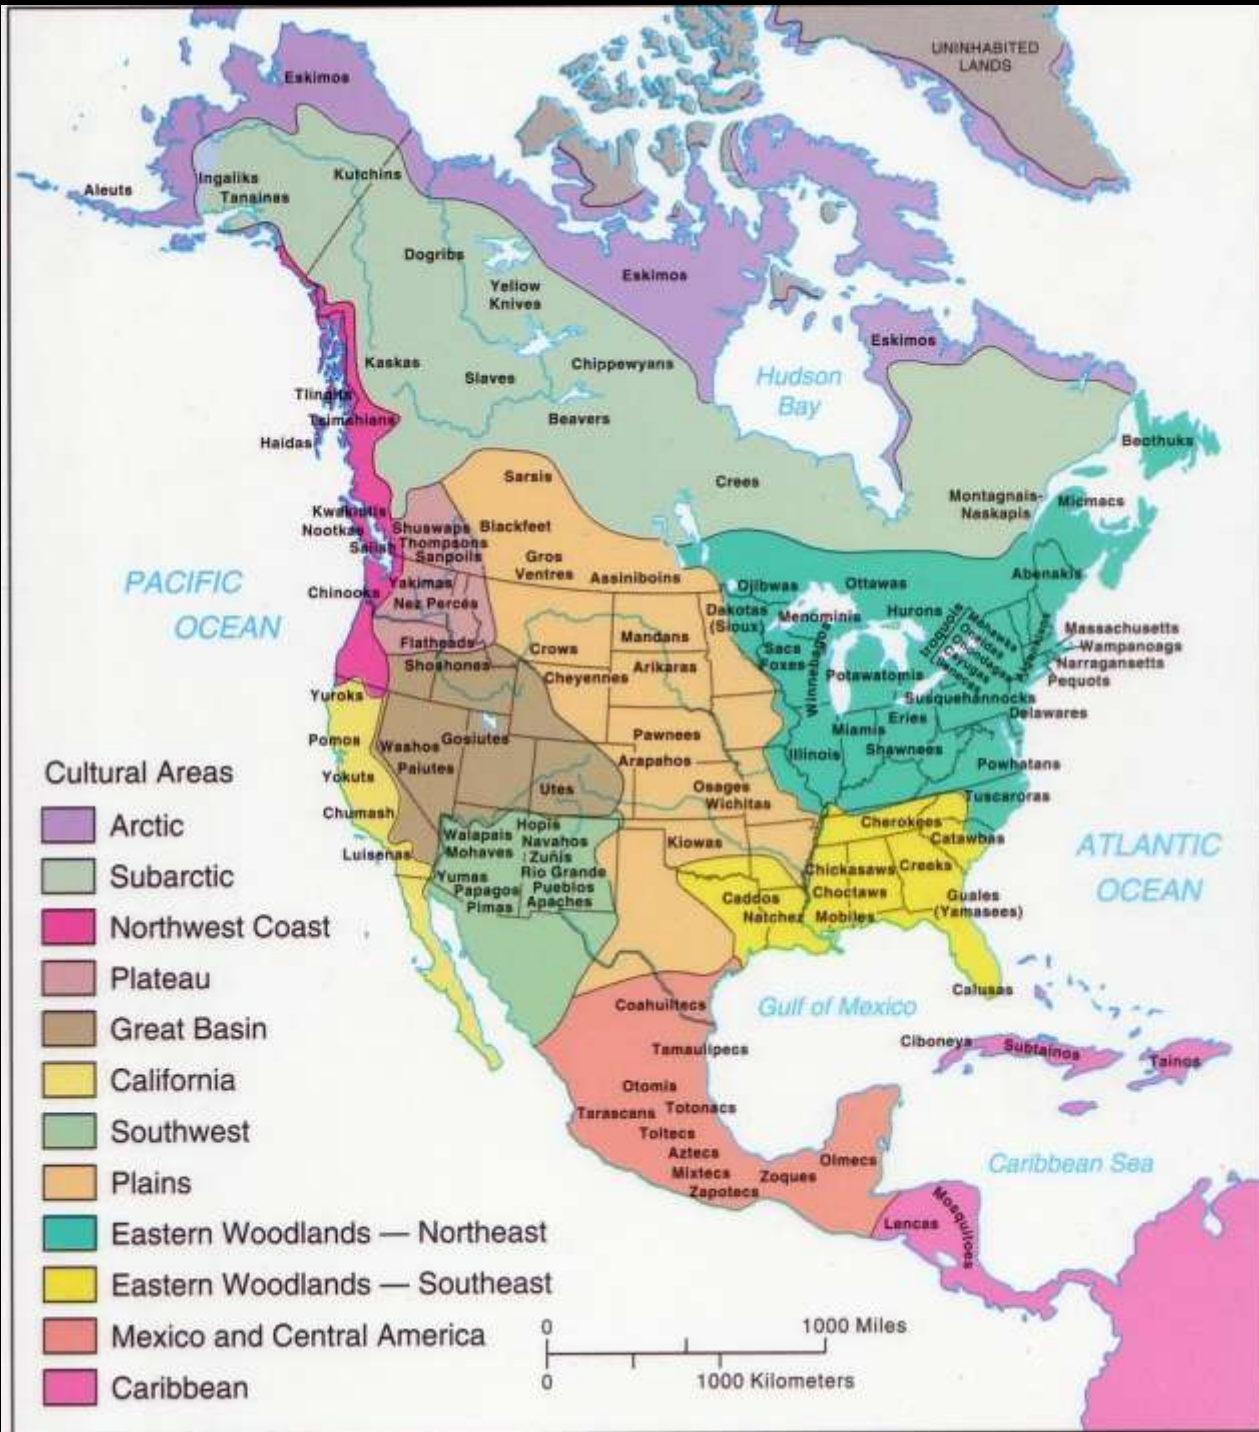 UNINHABITED
LANDS
Eskimos
Aleuts
Ingaliks
Tanainas
Kutchins
Dogribs
Yellow
Knives
Eskimos
Eskimos
Kaskas
Slaves
Chippewyans
Beavers
Hudson
Bay
Tlingits
Tsimshians
Haidas
Beothuks
Sarsis
Crees
Montagnais-
Naskapis
Micmacs
Kwakiutls
Nootkas
Salish
Shuswaps
Thompsons
Sanpoils
Blackfeet
Gros
Ventres
Assiniboins
PACIFIC
OCEAN
Chinooks
Yakimas
Nez Percés
Flatheads
Shoshones
Crows
Cheyennes
Mandans
Arikaras
Dakotas
(Sioux)
Ojibwas
Ottawas
Menominis
Hurons
Abenakis
Sacs
Foxes
Winnebagos
Potawatomis
Iroquois
Mohawks
Oneidas
Onondagas
Cayugas
Senecas
Massachusetts
Wampanoags
Narragansetts
Pequots
Susquehannocks
Delawares
Eries
Miamis
Shawnees
Illinois
Powhatans
Tuscaroras
Yuroks
Pomos
Yokuts
Chumash
Luisenas
Washos
Gosiutes
Paiutes
Utes
Pawnees
Arapahos
Osages
Wichitas
Kiowas
Walapais
Mohaves
Yumas
Papagos
Pimas
Hopis
Navahos
Zuñis
Rio Grande
Pueblos
Apaches
Cherokees
Catawbas
Chickasaws
Creeks
Choctaws
Caddos
Natchez
Mobiles
Guales
(Yamasees)
Calusas
ATLANTIC
OCEAN
Gulf of Mexico
Coahuiltecs
Tamaulipecs
Otomis
Tarascans
Totonacs
Toltecs
Aztecs
Mixtecs
Zapotecs
Zoques
Olmecs
Ciboneys
Subtainos
Tainos
Caribbean Sea
Lencas
Mosquitoes
Cultural Areas
Arctic
Subarctic
Northwest Coast
Plateau
Great Basin
California
Southwest
Plains
Eastern Woodlands — Northeast
Eastern Woodlands — Southeast
Mexico and Central America
Caribbean
0 1000 Miles
0 1000 Kilometers